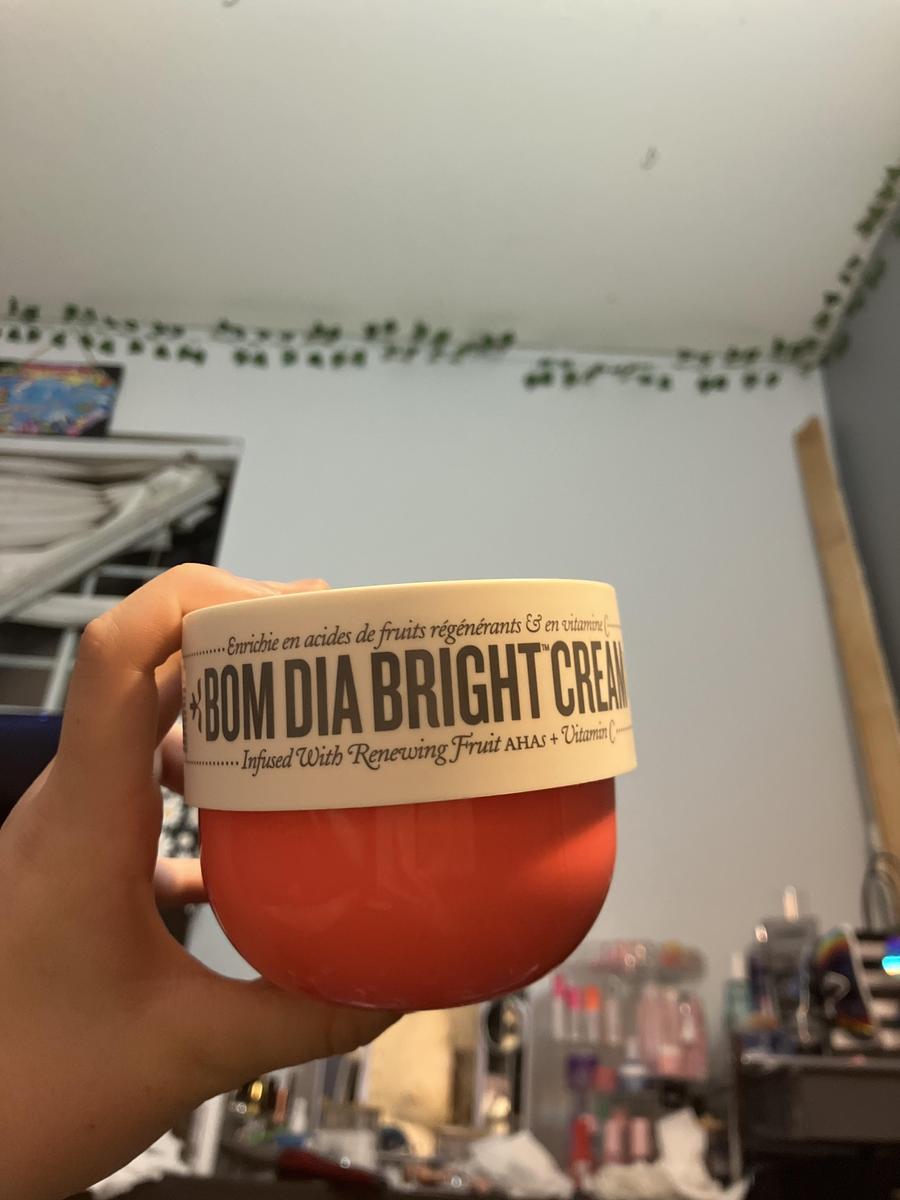 Enrichie en acides de fruits régénérants & en vitamine C
BOM DIA BRIGHT™ CREAM
Infused With Renewing Fruit AHAs + Vitamin C